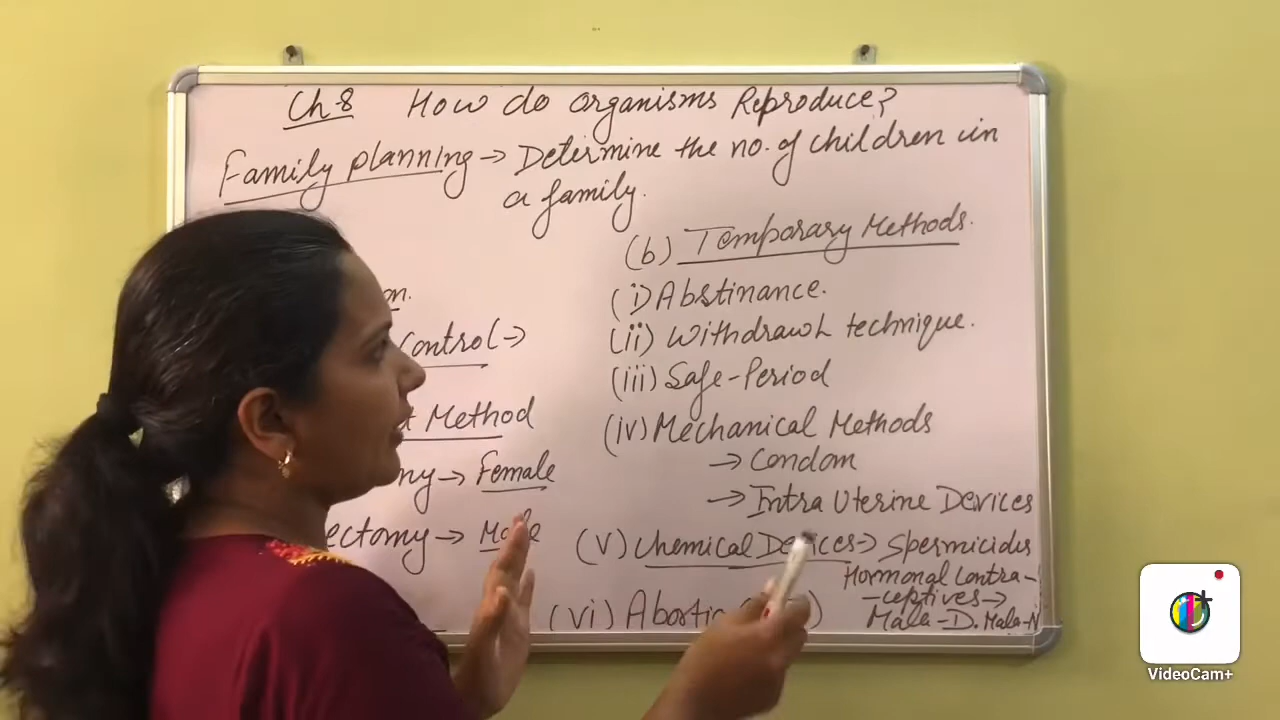 Ch-8 How do organisms Reproduce?
Family planning → Determine the no. of children in
a family.
on.
Control →
Method
my → Female
ectomy → Male
(b) Temporary Methods.
(i) Abstinance.
(ii) Withdrawl technique.
(iii) Safe-Period
(iv) Mechanical Methods
→ Condom
→ Intra Uterine Devices
(v) Chemical Devices → Spermicides
Hormonal Contra-
-ceptives →
Mala-D. Mala-N
(vi) Abortio
VideoCam+